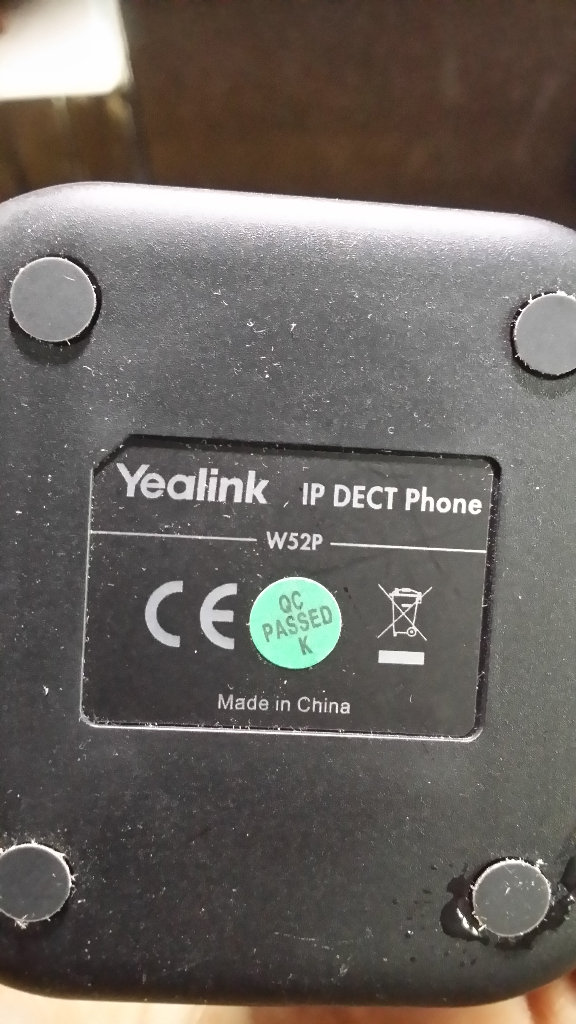 Yealink IP DECT Phone
W52P
CE
QC
PASSED
K
Made in China